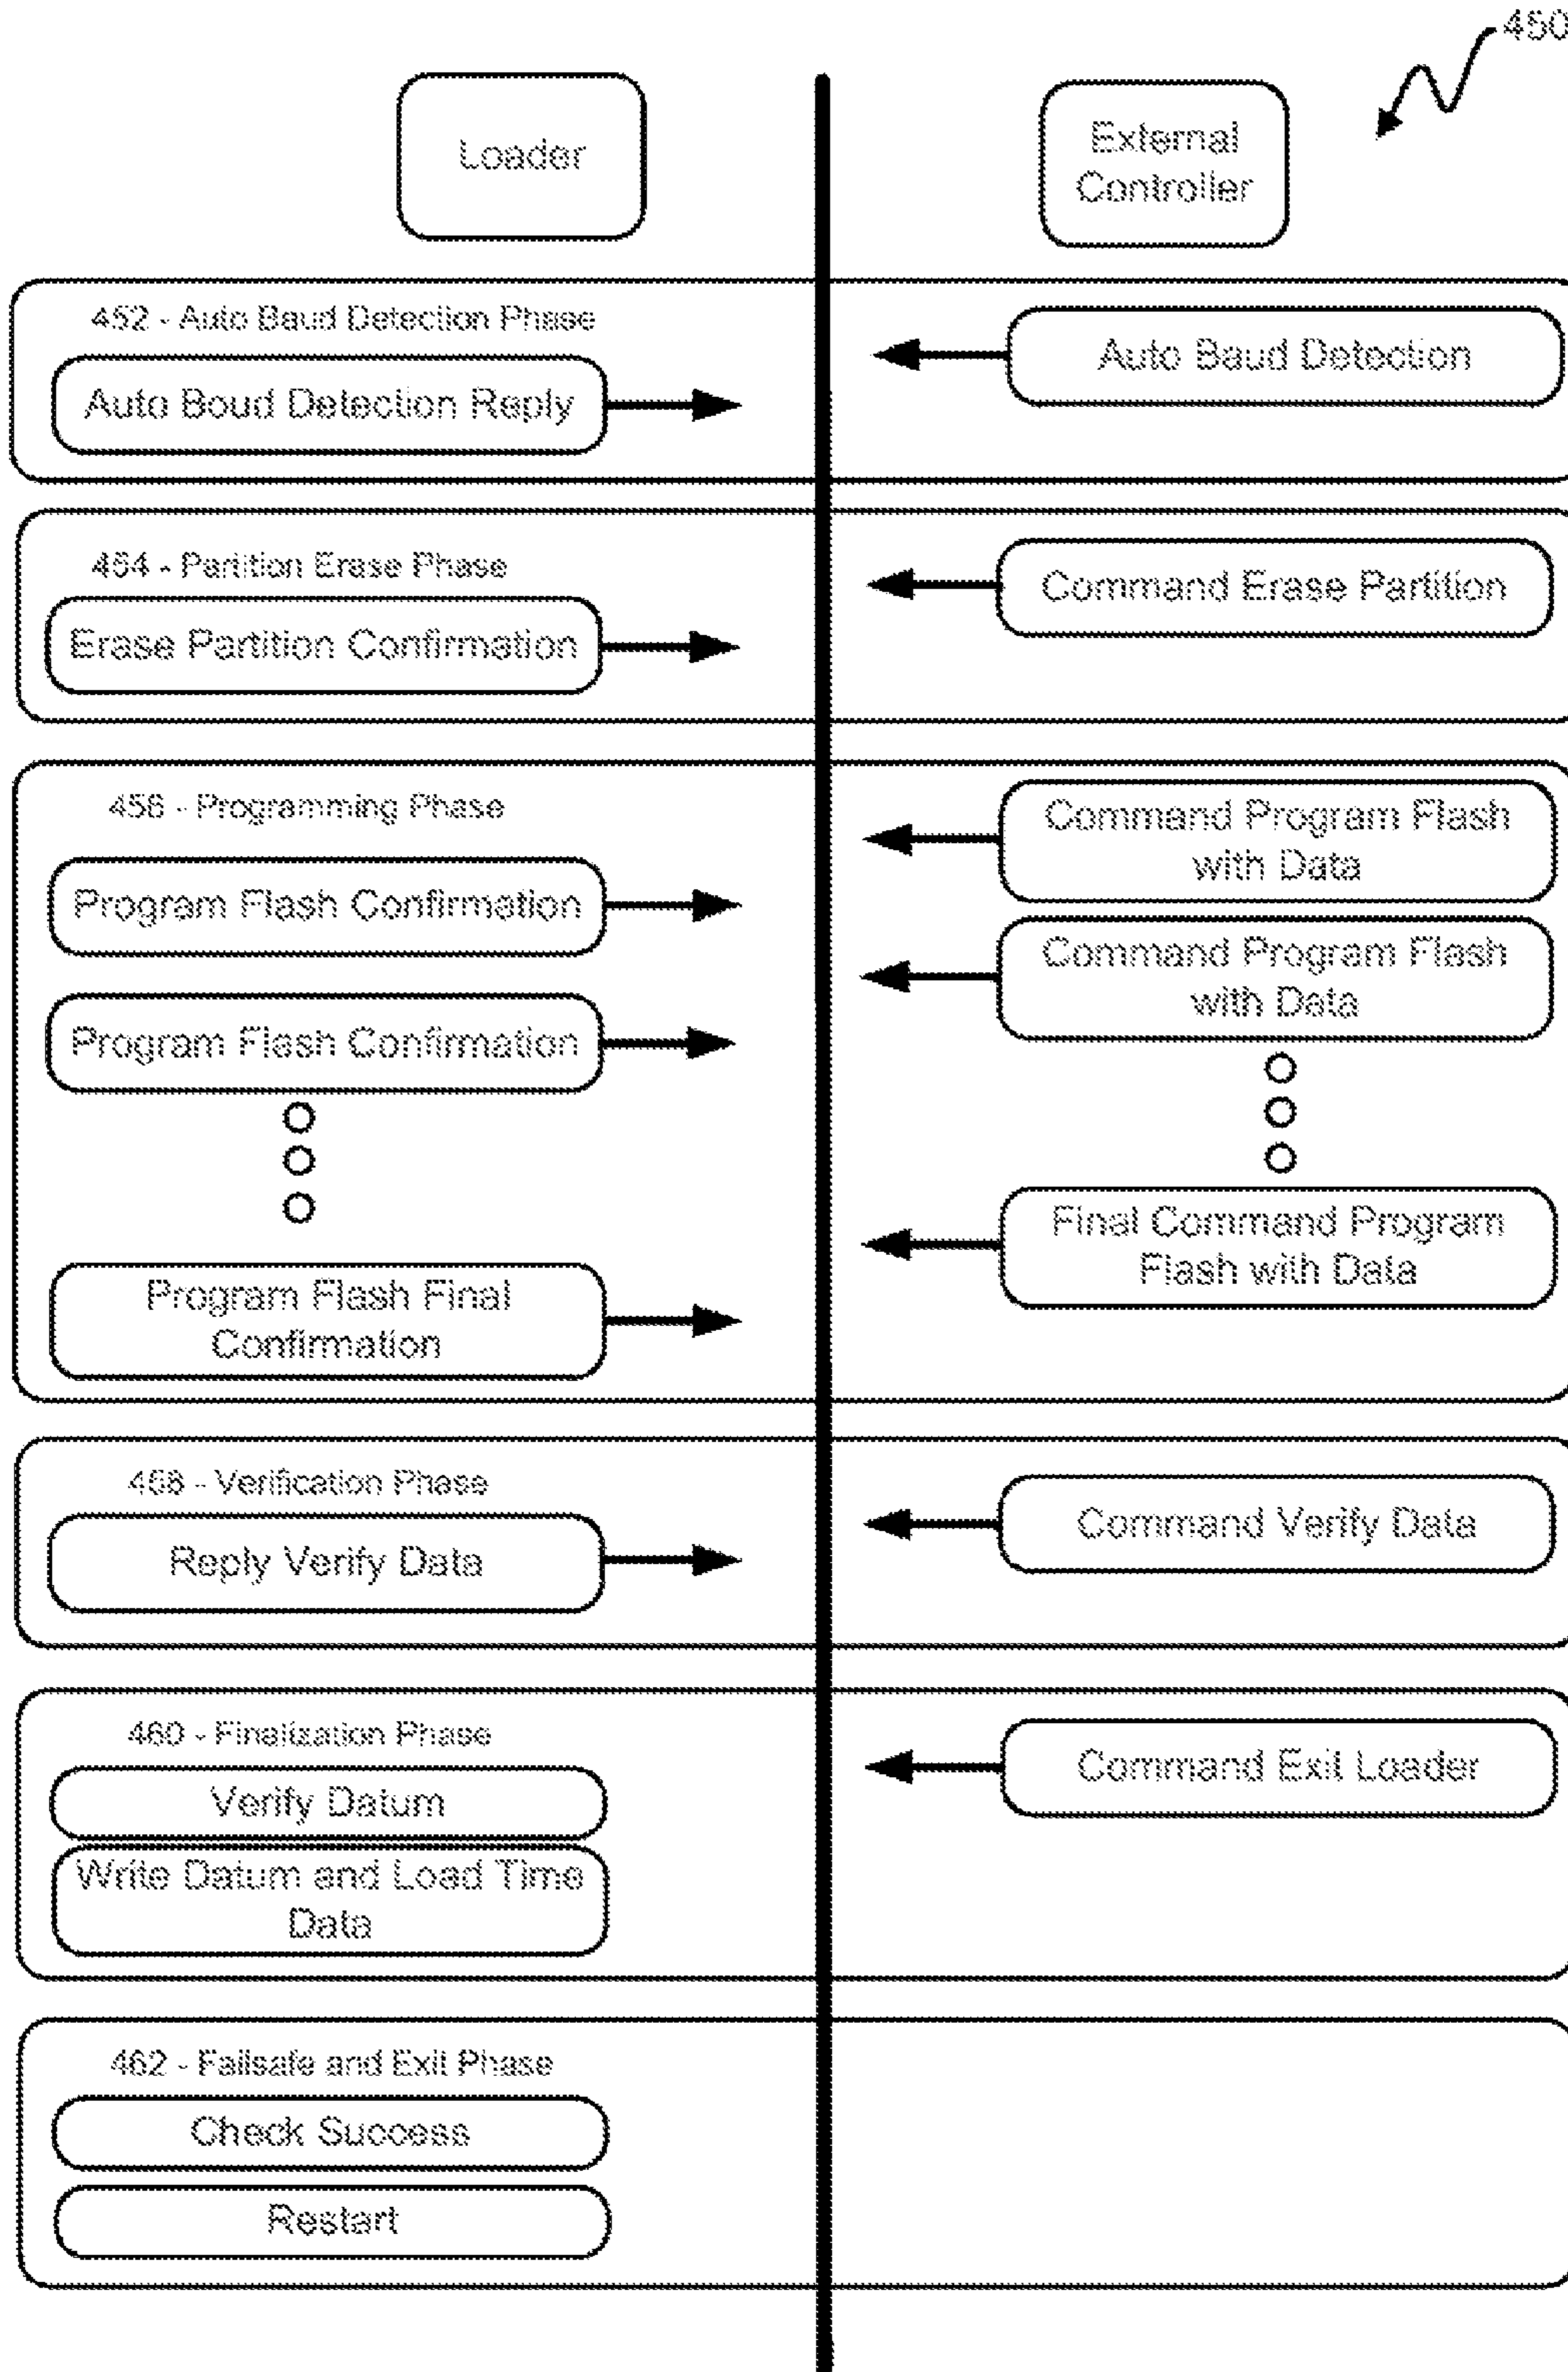 450
Loader
External
Controller
452 - Auto Baud Detection Phase
Auto Baud Detection
Auto Boud Detection Reply
454 - Partition Erase Phase
Command Erase Partition
Erase Partition Confirmation
456 - Programming Phase
Command Program Flash
with Data
Program Flash Confirmation
Command Program Flash
with Data
Program Flash Confirmation
Final Command Program
Flash with Data
Program Flash Final
Confirmation
458 - Verification Phase
Command Verify Data
Reply Verify Data
460 - Finalization Phase
Command Exit Loader
Verify Datum
Write Datum and Load Time
Data
462 - Failsafe and Exit Phase
Check Success
Restart